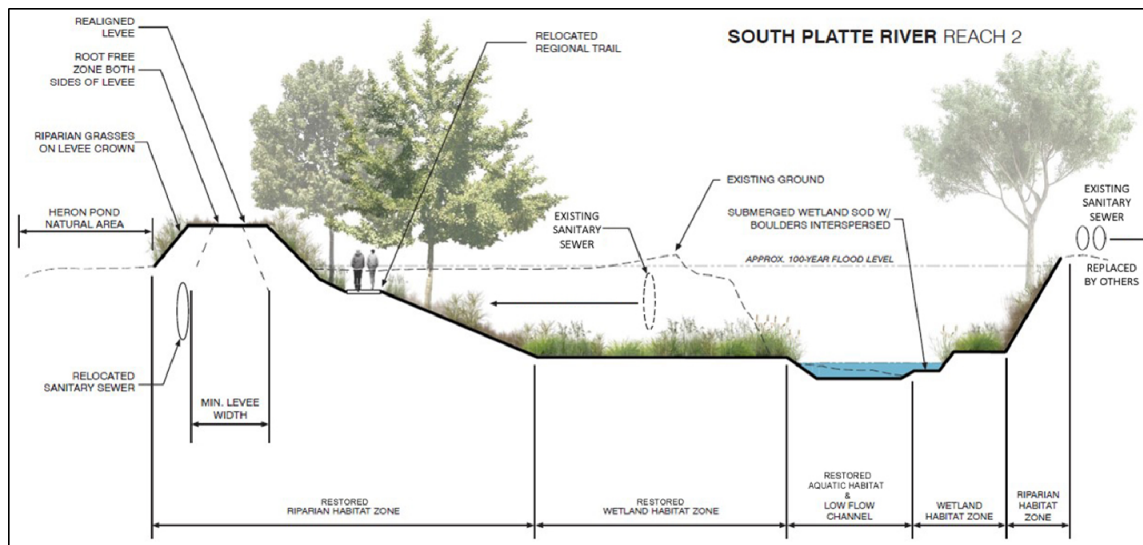 SOUTH PLATTE RIVER REACH 2
REALIGNED
LEVEE
ROOT FREE
ZONE BOTH
SIDES OF LEVEE
RIPARIAN GRASSES
ON LEVEE CROWN
HERON POND
NATURAL AREA
RELOCATED
REGIONAL TRAIL
EXISTING
SANITARY
SEWER
EXISTING GROUND
SUBMERGED WETLAND SOD W/
BOULDERS INTERSPERSED
APPROX. 100-YEAR FLOOD LEVEL
EXISTING
SANITARY
SEWER
REPLACED
BY OTHERS
RELOCATED
SANITARY SEWER
MIN. LEVEE
WIDTH
RESTORED
RIPARIAN HABITAT ZONE
RESTORED
WETLAND HABITAT ZONE
RESTORED
AQUATIC HABITAT
&
LOW FLOW
CHANNEL
WETLAND
HABITAT ZONE
RIPARIAN
HABITAT
ZONE